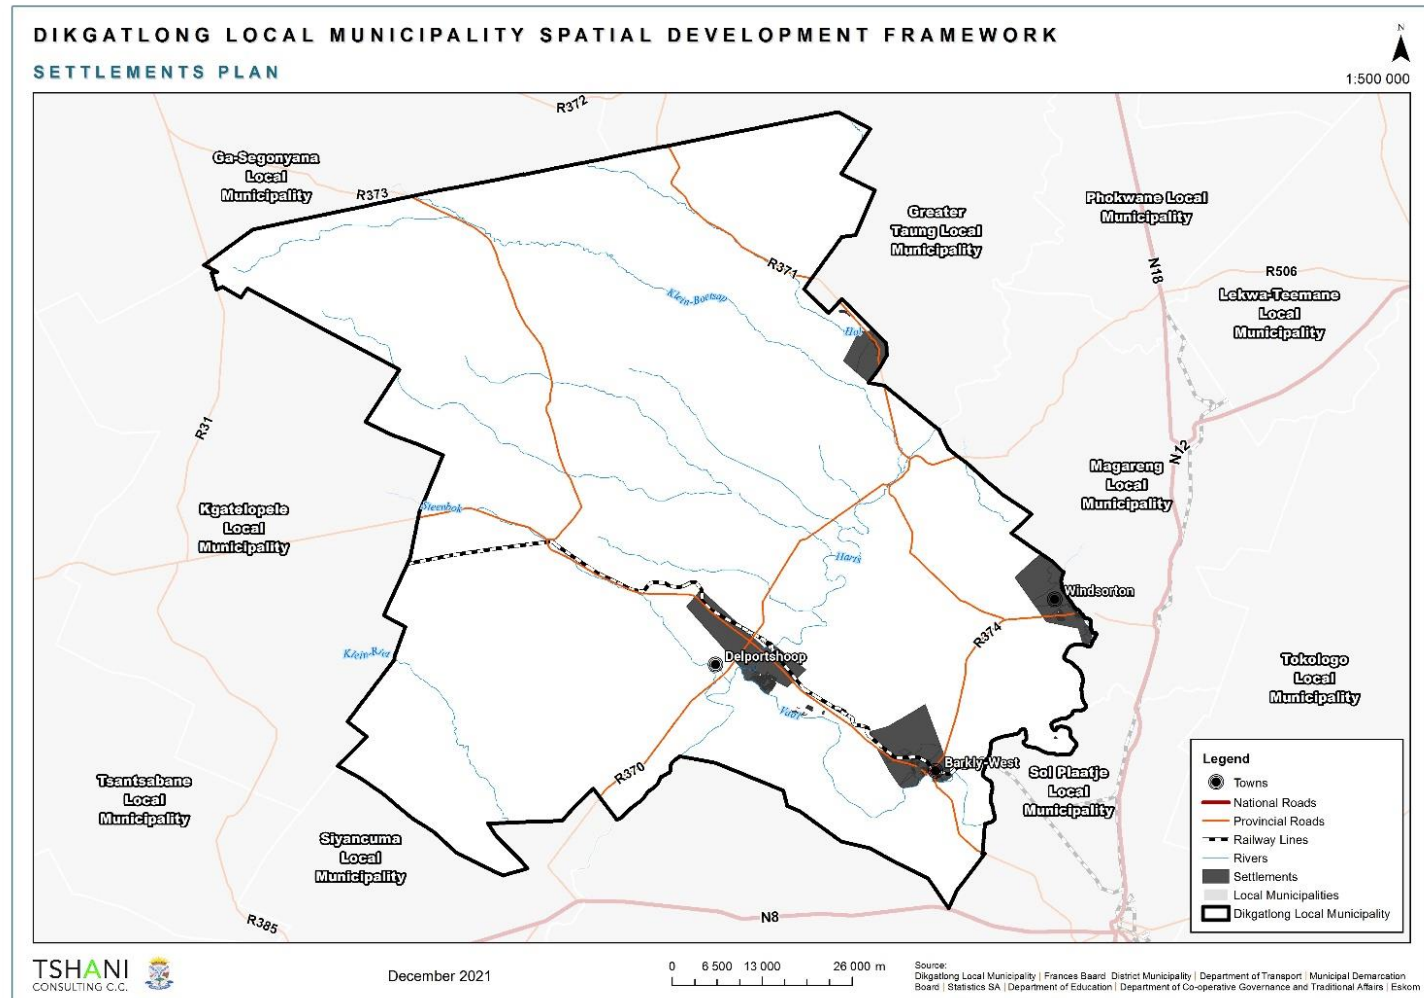 DIKGATLONG LOCAL MUNICIPALITY SPATIAL DEVELOPMENT FRAMEWORK
SETTLEMENTS PLAN
N
1:500 000
R372
Ga-Segonyana
Local
Municipality
R373
Greater
Taung Local
Municipality
Phokwane Local
Municipality
R371
N18
R506
Klein-Boetsap
Lekwa-Teemane
Local
Municipality
R31
N12
Magareng
Local
Municipality
Kgatelopele
Local
Municipality
Steenbok
Harts
Windsorton
R374
Klein-Riet
Delportshoop
Tokologo
Local
Municipality
Vaal
R370
Barkly-West
Sol Plaatje
Local
Municipality
Tsantsabane
Local
Municipality
Siyancuma
Local
Municipality
N8
R385
Legend
Towns
National Roads
Provincial Roads
Railway Lines
Rivers
Settlements
Local Municipalities
Dikgatlong Local Municipality
TSHANI
CONSULTING C.C.
December 2021
0 6 500 13 000 26 000 m
Source:
Dikgatlong Local Municipality | Frances Baard District Municipality | Department of Transport | Municipal Demarcation
Board | Statistics SA | Department of Education | Department of Co-operative Governance and Traditional Affairs | Eskom